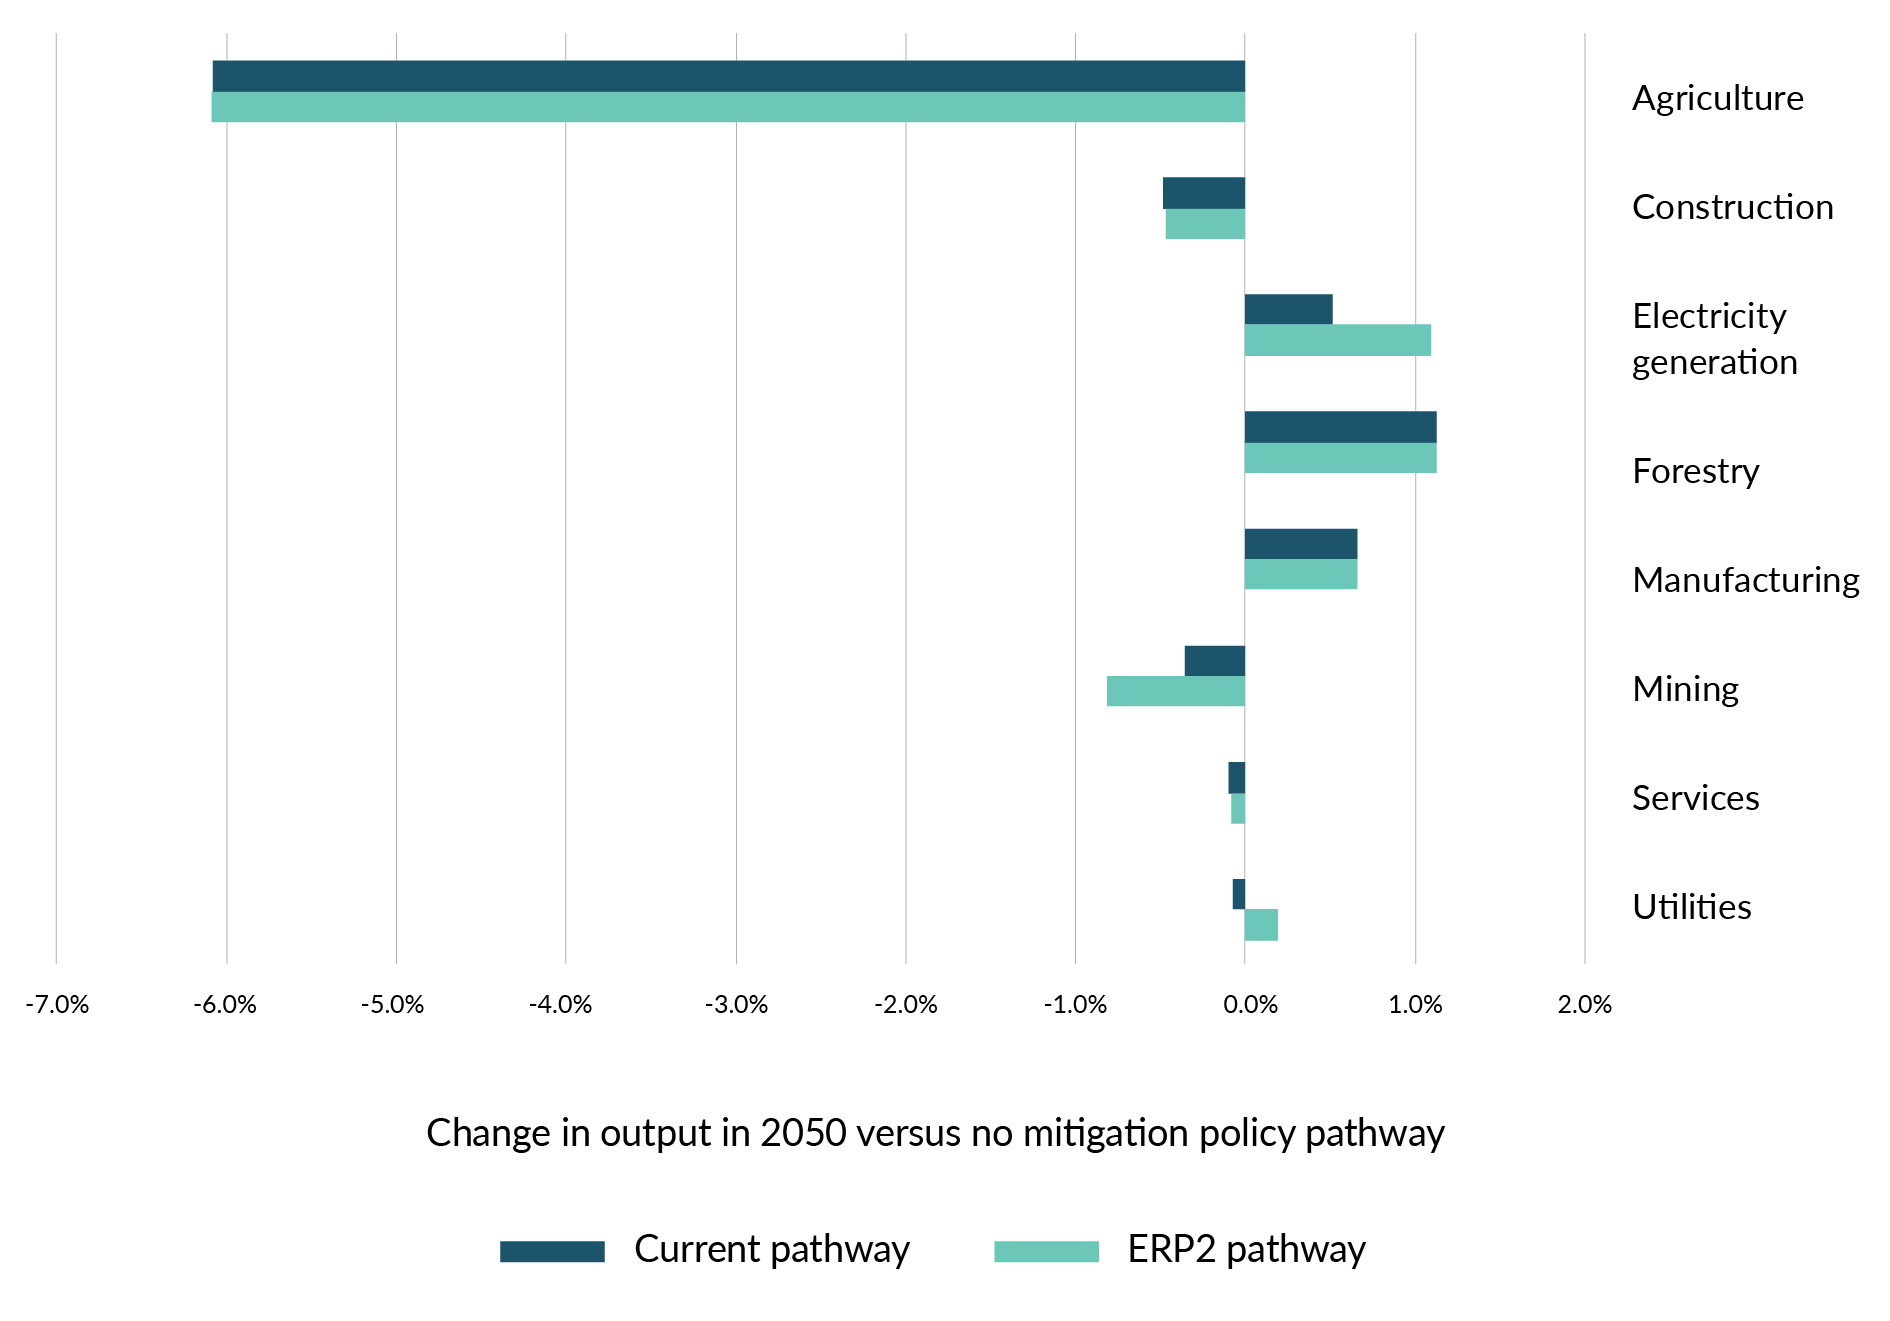 Agriculture
Construction
Electricity
generation
Forestry
Manufacturing
Mining
Services
Utilities
-7.0% -6.0% -5.0% -4.0% -3.0% -2.0% -1.0% 0.0% 1.0% 2.0%
Change in output in 2050 versus no mitigation policy pathway
Current pathway ERP2 pathway